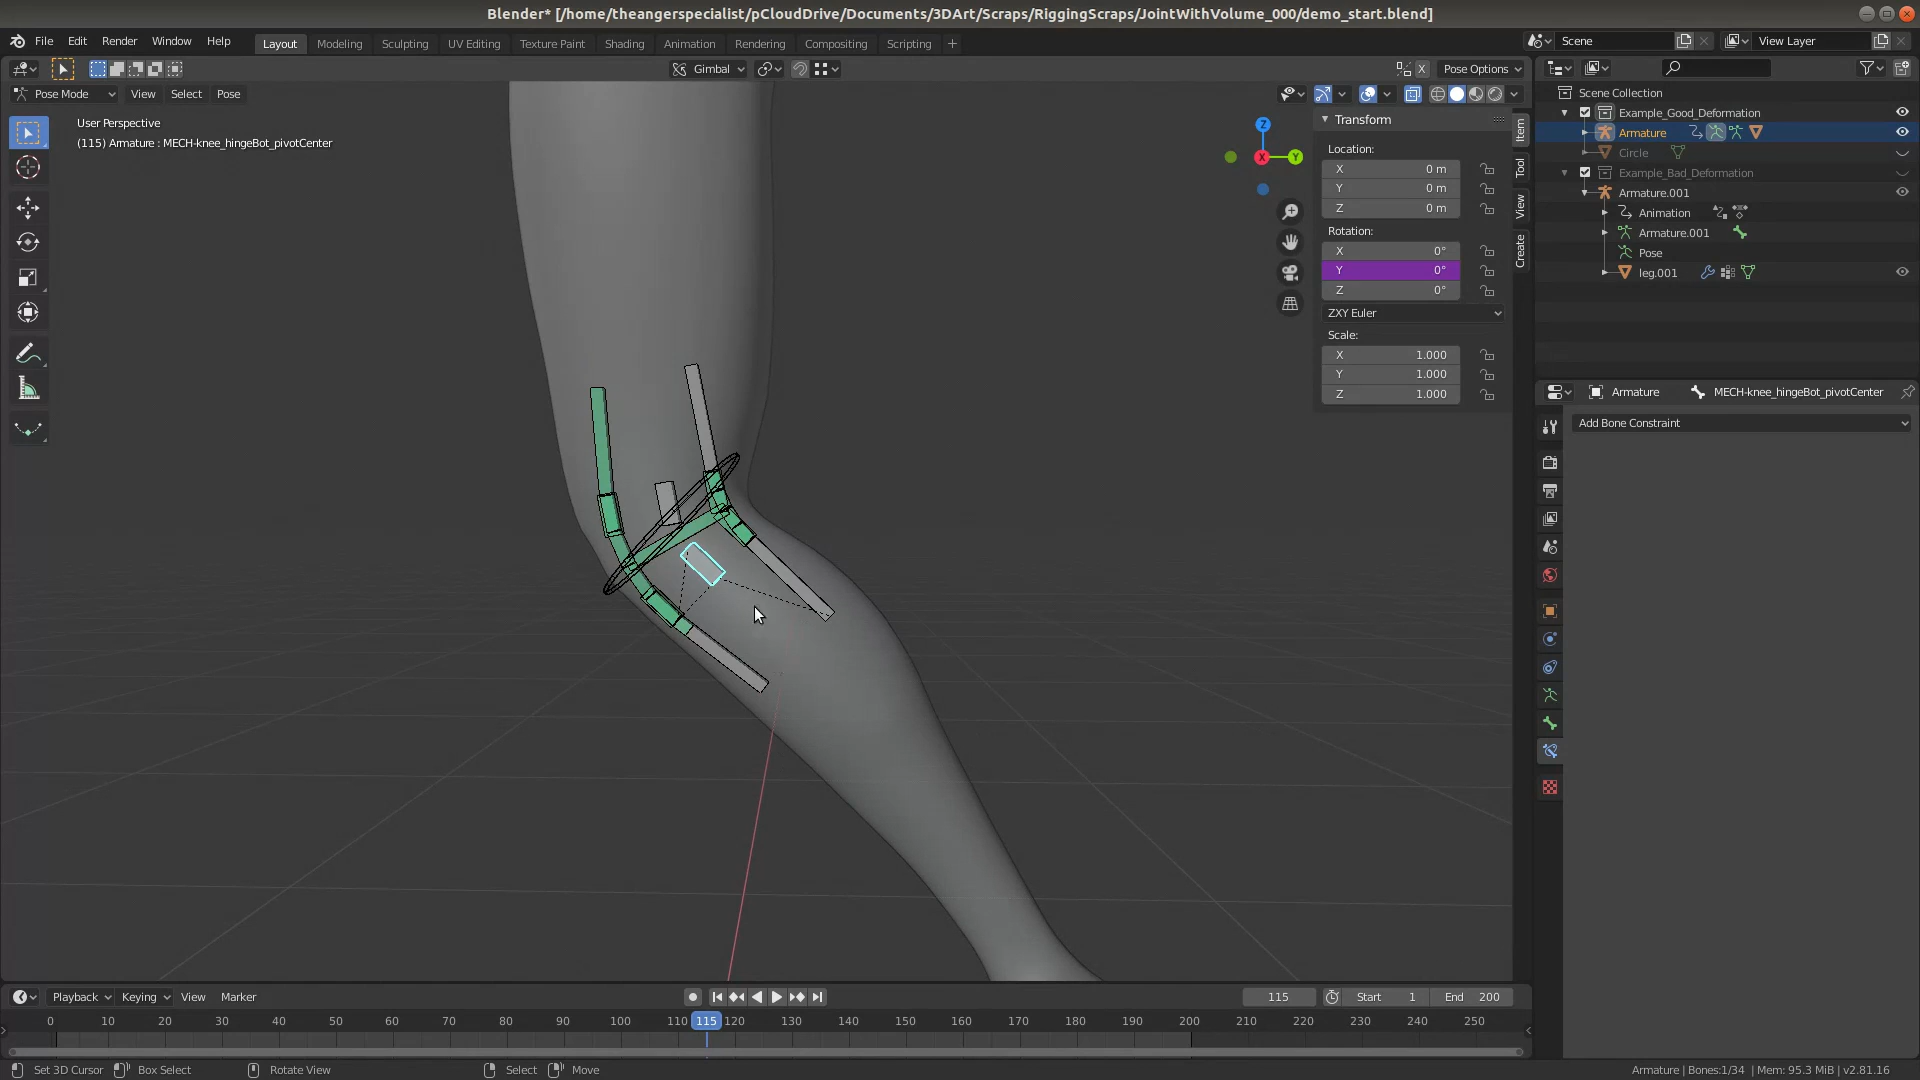 Blender* [/home/theangerspecialist/pCloudDrive/Documents/3DArt/Scraps/RiggingScraps/JointWithVolume_000/demo_start.blend]
File Edit Render Window Help Layout Modeling Sculpting UV Editing Texture Paint Shading Animation Rendering Compositing Scripting + Scene View Layer
Gimbal X Pose Options
Pose Mode View Select Pose
User Perspective
(115) Armature : MECH-knee_hingeBot_pivotCenter
Z
X
Y
Transform
Location:
X 0 m
Y 0 m
Z 0 m
Rotation:
X 0°
Y 0°
Z 0°
ZXY Euler
Scale:
X 1.000
Y 1.000
Z 1.000
Item
Tool
View
Create
Scene Collection
Example_Good_Deformation
Armature
Circle
Example_Bad_Deformation
Armature.001
Animation
Armature.001
Pose
leg.001
Armature MECH-knee_hingeBot_pivotCenter
Add Bone Constraint
Playback Keying View Marker 115 Start 1 End 200
0 10 20 30 40 50 60 70 80 90 100 110 115 120 130 140 150 160 170 180 190 200 210 220 230 240 250
Set 3D Cursor Box Select Rotate View Select Move Armature | Bones:1/34 | Mem: 95.3 MiB | v2.81.16